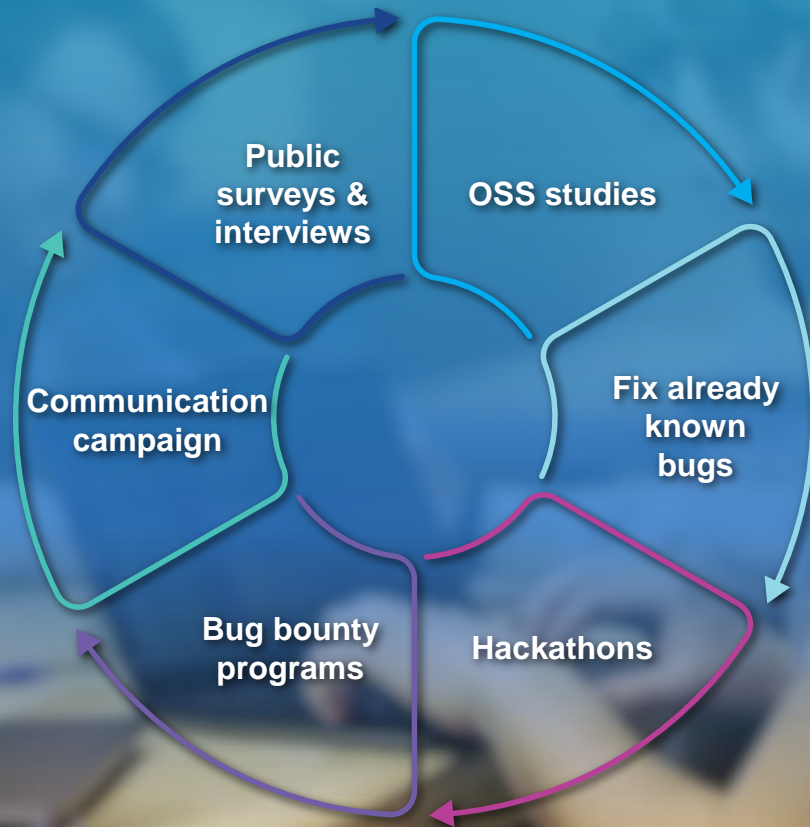 Public
surveys &
interviews
OSS studies
Fix already
known
bugs
Hackathons
Bug bounty
programs
Communication
campaign